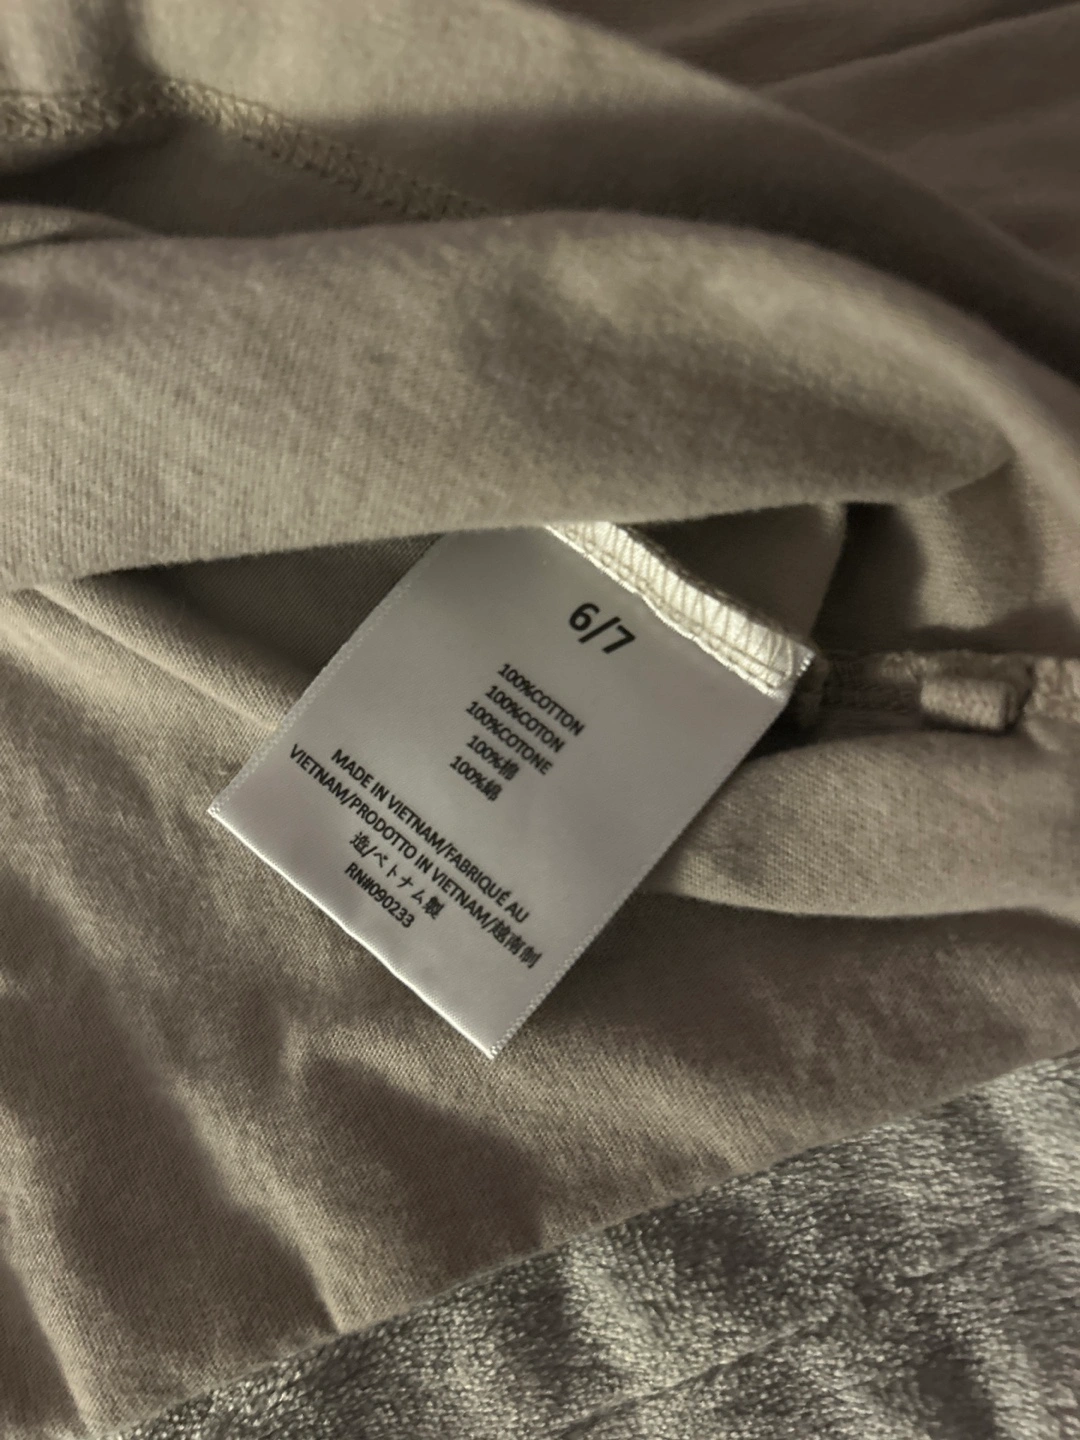 6/7
100%COTTON
100%COTON
100%COTONE
100%棉
100%綿
MADE IN VIETNAM/FABRIQUÉ AU
VIETNAM/PRODOTTO IN VIETNAM/越南制
造/ベトナム製
RN#090233